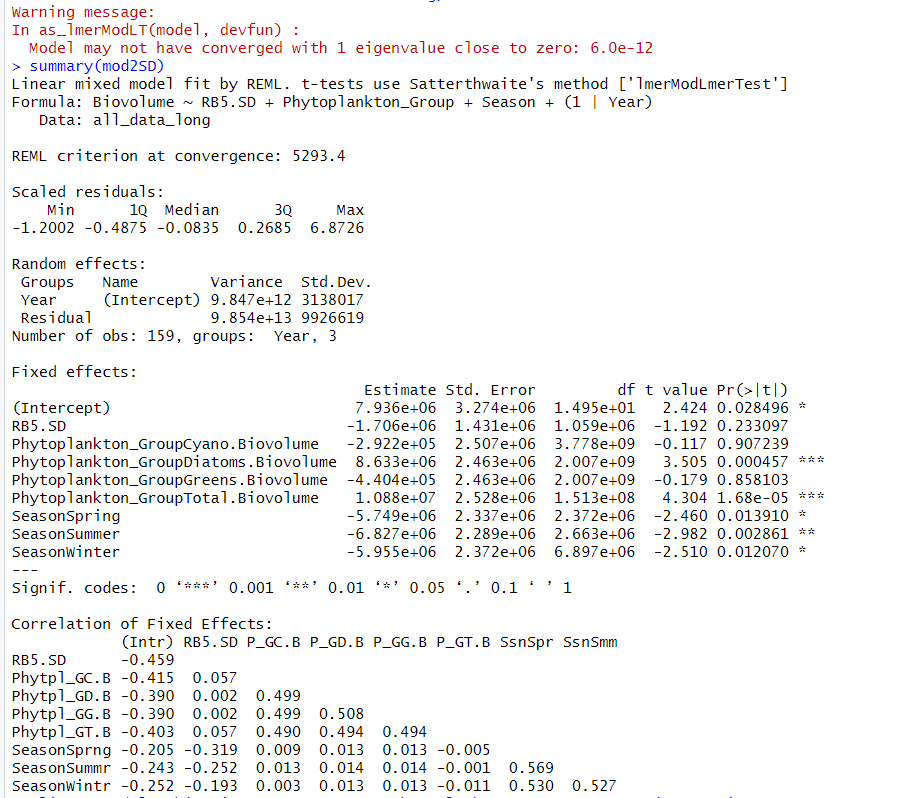 Warning message:
In as_lmerModLT(model, devfun) :
  Model may not have converged with 1 eigenvalue close to zero: 6.0e-12
> summary(mod2SD)
Linear mixed model fit by REML. t-tests use Satterthwaite's method ['lmerModLmerTest']
Formula: Biovolume ~ RB5.SD + Phytoplankton_Group + Season + (1 | Year)
   Data: all_data_long

REML criterion at convergence: 5293.4

Scaled residuals:
    Min      1Q  Median      3Q     Max
-1.2002 -0.4875 -0.0835  0.2685  6.8726

Random effects:
 Groups   Name        Variance  Std.Dev.
 Year     (Intercept) 9.847e+12 3138017
 Residual             9.854e+13 9926619
Number of obs: 159, groups:  Year, 3

Fixed effects:
                                       Estimate Std. Error         df t value Pr(>|t|)
(Intercept)                           7.936e+06  3.274e+06  1.495e+01   2.424 0.028496 *
RB5.SD                               -1.706e+06  1.431e+06  1.059e+06  -1.192 0.233097
Phytoplankton_GroupCyano.Biovolume   -2.922e+05  2.507e+06  3.778e+09  -0.117 0.907239
Phytoplankton_GroupDiatoms.Biovolume  8.633e+06  2.463e+06  2.007e+09   3.505 0.000457 ***
Phytoplankton_GroupGreens.Biovolume  -4.404e+05  2.463e+06  2.007e+09  -0.179 0.858103
Phytoplankton_GroupTotal.Biovolume    1.088e+07  2.528e+06  1.513e+08   4.304 1.68e-05 ***
SeasonSpring                         -5.749e+06  2.337e+06  2.372e+06  -2.460 0.013910 *
SeasonSummer                         -6.827e+06  2.289e+06  2.663e+06  -2.982 0.002861 **
SeasonWinter                         -5.955e+06  2.372e+06  6.897e+06  -2.510 0.012070 *
---
Signif. codes:  0 ‘***’ 0.001 ‘**’ 0.01 ‘*’ 0.05 ‘.’ 0.1 ‘ ’ 1

Correlation of Fixed Effects:
            (Intr) RB5.SD P_GC.B P_GD.B P_GG.B P_GT.B SsnSpr SsnSmm
RB5.SD      -0.459
Phytpl_GC.B -0.415  0.057
Phytpl_GD.B -0.390  0.002  0.499
Phytpl_GG.B -0.390  0.002  0.499  0.508
Phytpl_GT.B -0.403  0.057  0.490  0.494  0.494
SeasonSprng -0.205 -0.319  0.009  0.013  0.013 -0.005
SeasonSummr -0.243 -0.252  0.013  0.014  0.014 -0.001  0.569
SeasonWintr -0.252 -0.193  0.003  0.013  0.013 -0.011  0.530  0.527